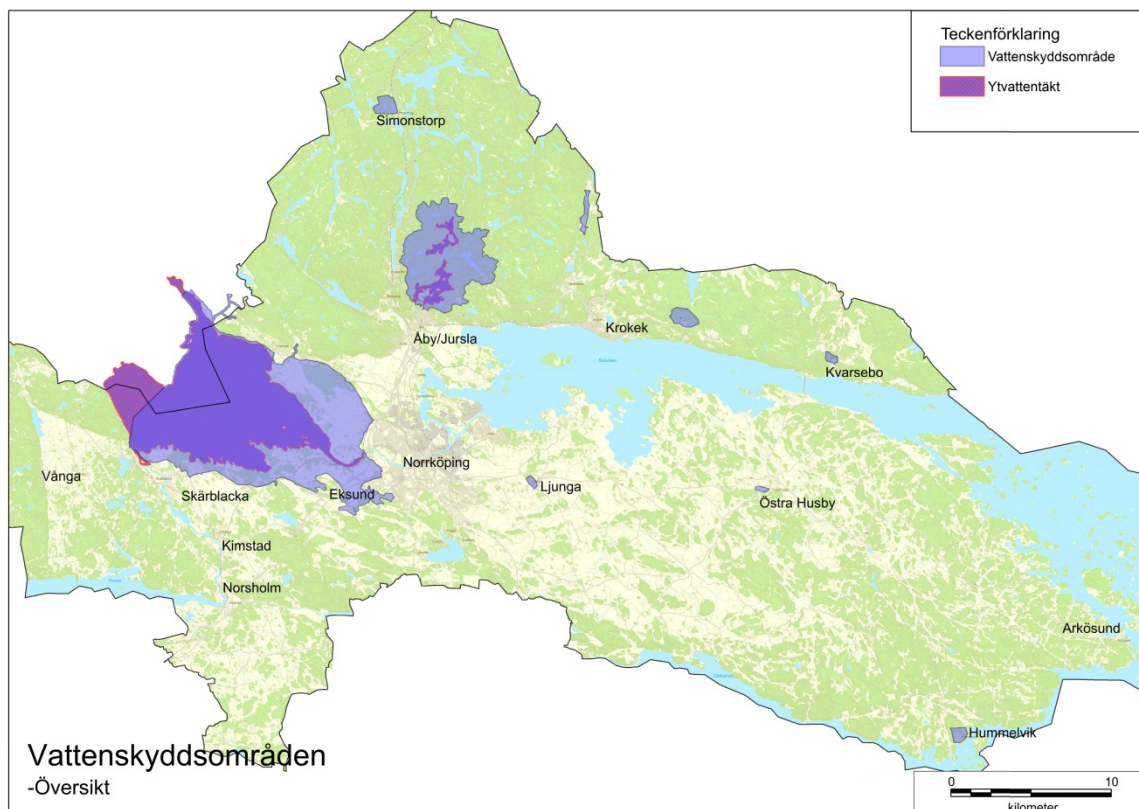 Teckenförklaring
Vattenskyddsområde
Ytvattentäkt
Simonstorp
Åby/Jursla
Krokek
Kvarsebo
Norrköping
Vånga
Skärblacka
Eksund
Ljunga
Östra Husby
Kimstad
Norsholm
Arkösund
Hummelvik
Vattenskyddsområden
-Översikt
0 10
kilometer